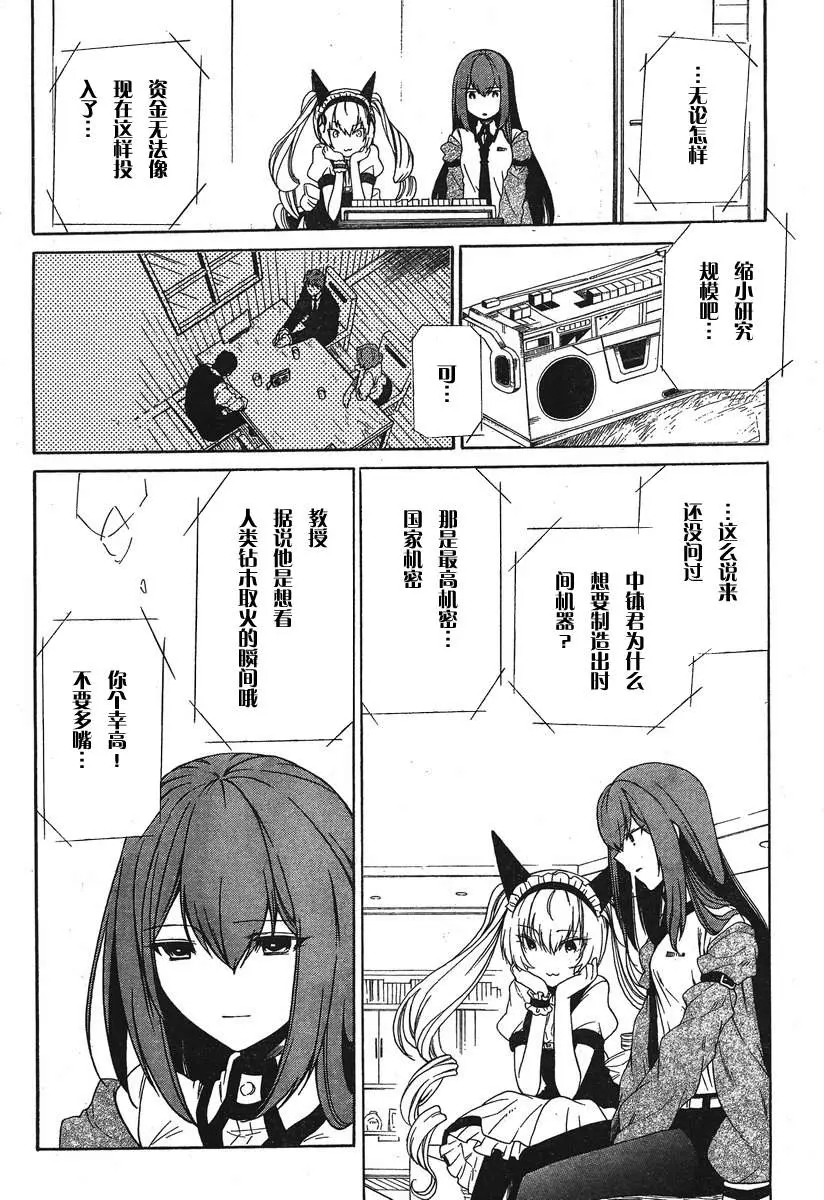 …无论怎样
资金无法像
现在这样投
入了…
缩小研究
规模吧…
可…
…这么说来
还没问过
中钵君为什么
想要制造出时
间机器？
那是最高机密…
国家机密
教授
据说他是想看
人类钻木取火的瞬间哦
你个幸高！
不要多嘴…